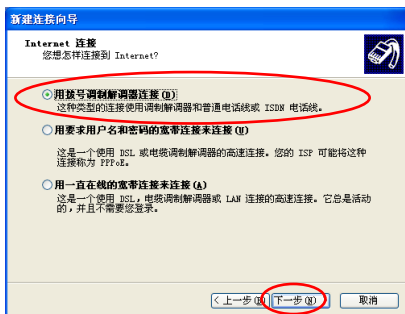 新建连接向导
Internet 连接
您想怎样连接到 Internet?
用拨号调制解调器连接(D)
这种类型的连接使用调制解调器和普通电话线或 ISDN 电话线。
用要求用户名和密码的宽带连接来连接(U)
这是一个使用 DSL 或电缆调制解调器的高速连接。您的 ISP 可能将这种
连接称为 PPPoE。
用一直在线的宽带连接来连接(A)
这是一个使用 DSL，电缆调制解调器或 LAN 连接的高速连接。它总是活动
的，并且不需要您登录。
<上一步(B) 下一步(N) 取消